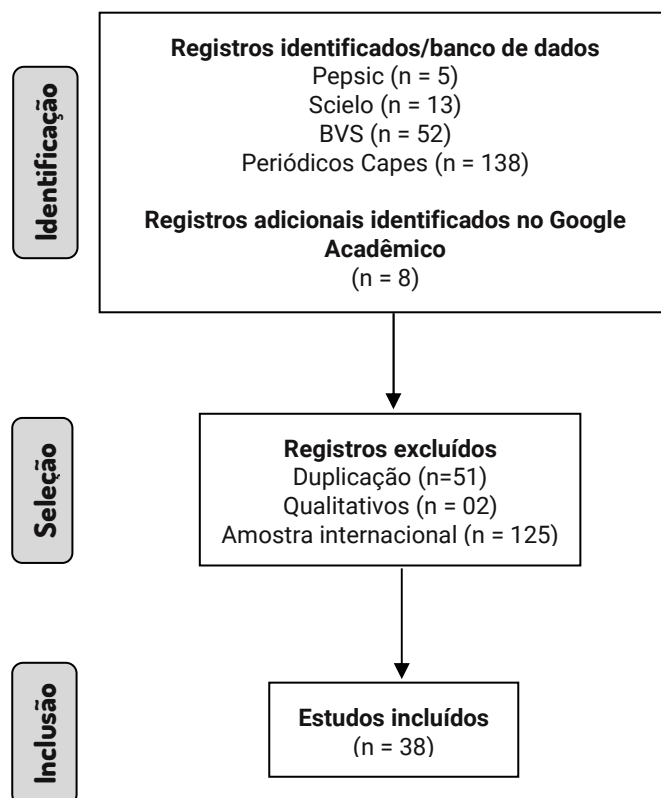 Identificação
Registros identificados/banco de dados
Pepsic (n = 5)
Scielo (n = 13)
BVS (n = 52)
Periódicos Capes (n = 138)
Registros adicionais identificados no Google
Acadêmico
(n = 8)
Seleção
Registros excluídos
Duplicação (n=51)
Qualitativos (n = 02)
Amostra internacional (n = 125)
Inclusão
Estudos incluídos
(n = 38)